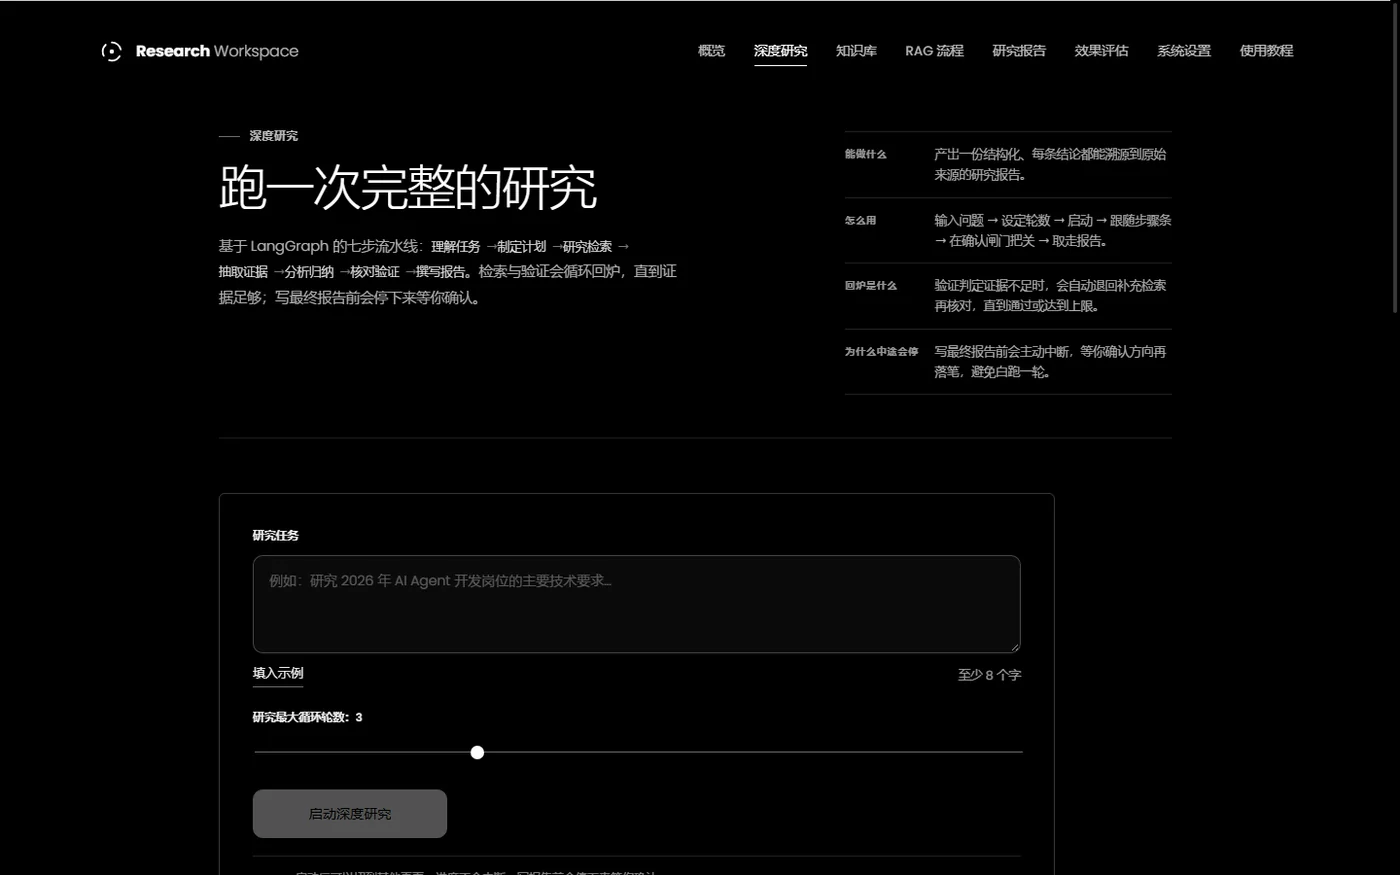 Research Workspace
概览 深度研究 知识库 RAG 流程 研究报告 效果评估 系统设置 使用教程
深度研究
跑一次完整的研究
基于 LangGraph 的七步流水线：理解任务 →制定计划 →研究检索 →
抽取证据 →分析归纳 →核对验证 →撰写报告。检索与验证会循环回炉，直到证
据足够；写最终报告前会停下来等你确认。
能做什么
产出一份结构化、每条结论都能溯源到原始
来源的研究报告。
怎么用
输入问题 → 设定轮数 → 启动 → 跟随步骤条
→ 在确认闸门把关 → 取走报告。
回炉是什么
验证判定证据不足时，会自动退回补充检索
再核对，直到通过或达到上限。
为什么中途会停
写最终报告前会主动中断，等你确认方向再
落笔，避免白跑一轮。
研究任务
例如：研究 2026 年 AI Agent 开发岗位的主要技术要求…
填入示例
至少 8 个字
研究最大循环轮数：3
启动深度研究